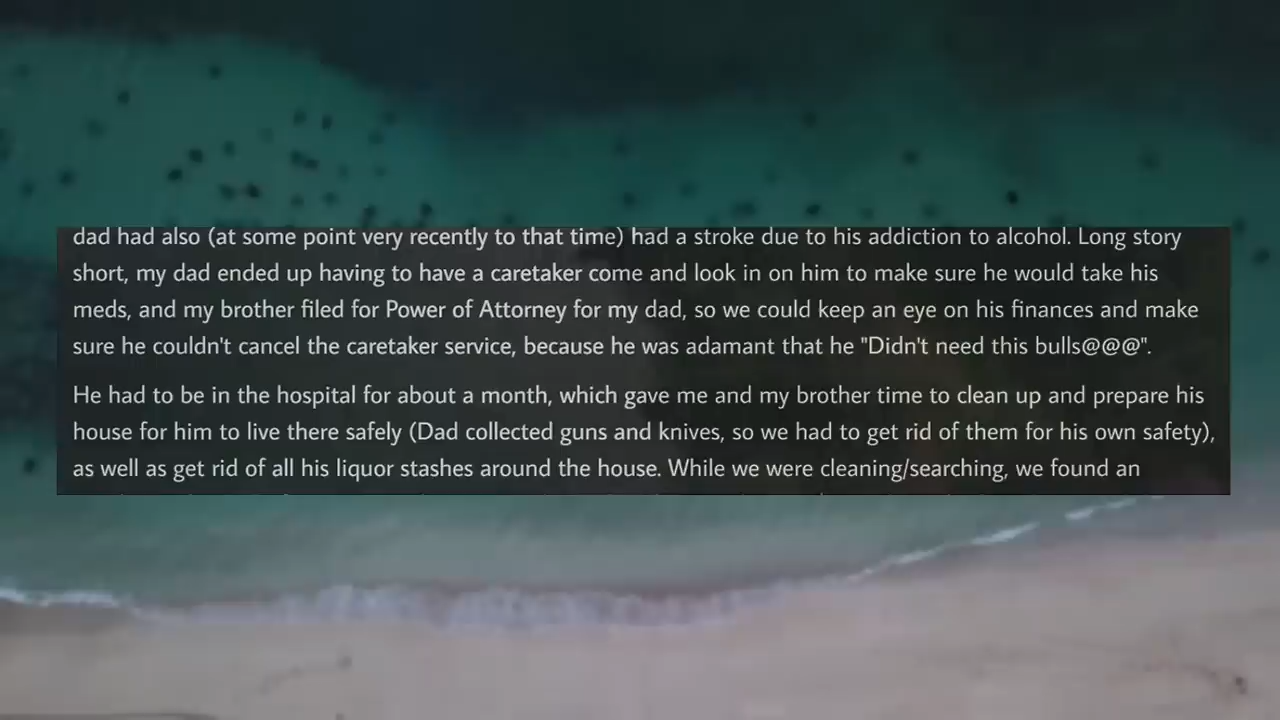 dad had also (at some point very recently to that time) had a stroke due to his addiction to alcohol. Long story
short, my dad ended up having to have a caretaker come and look in on him to make sure he would take his
meds, and my brother filed for Power of Attorney for my dad, so we could keep an eye on his finances and make
sure he couldn't cancel the caretaker service, because he was adamant that he "Didn't need this bulls@@@".
He had to be in the hospital for about a month, which gave me and my brother time to clean up and prepare his
house for him to live there safely (Dad collected guns and knives, so we had to get rid of them for his own safety),
as well as get rid of all his liquor stashes around the house. While we were cleaning/searching, we found an